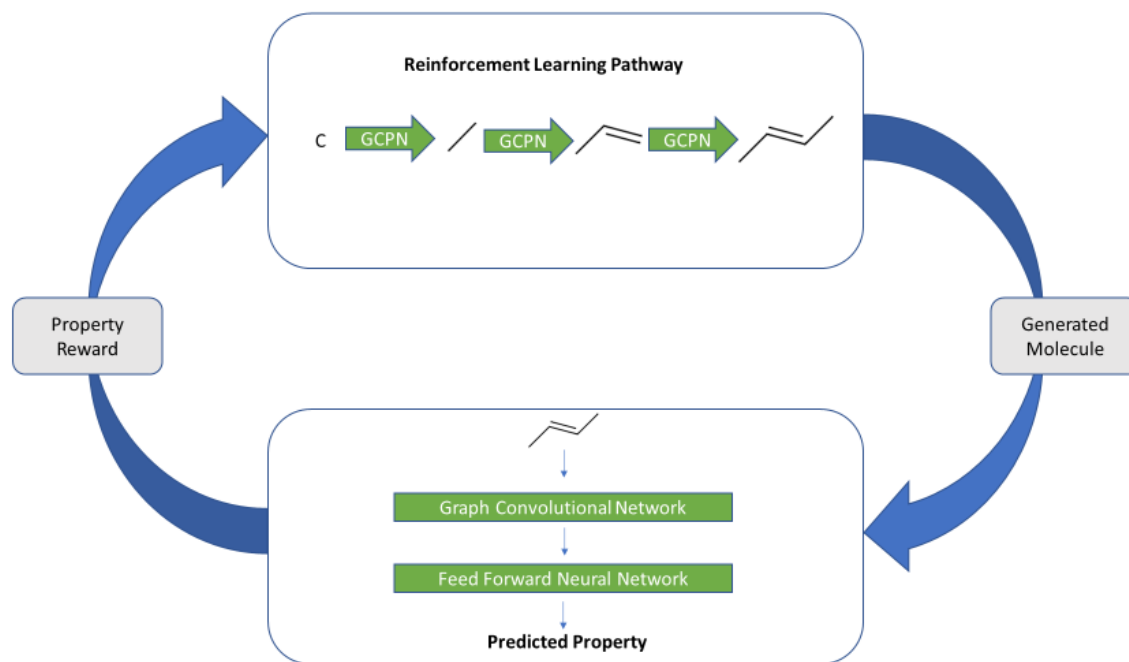 Reinforcement Learning Pathway
C
GCPN
GCPN
GCPN
Property
Reward
Generated
Molecule
Graph Convolutional Network
Feed Forward Neural Network
Predicted Property